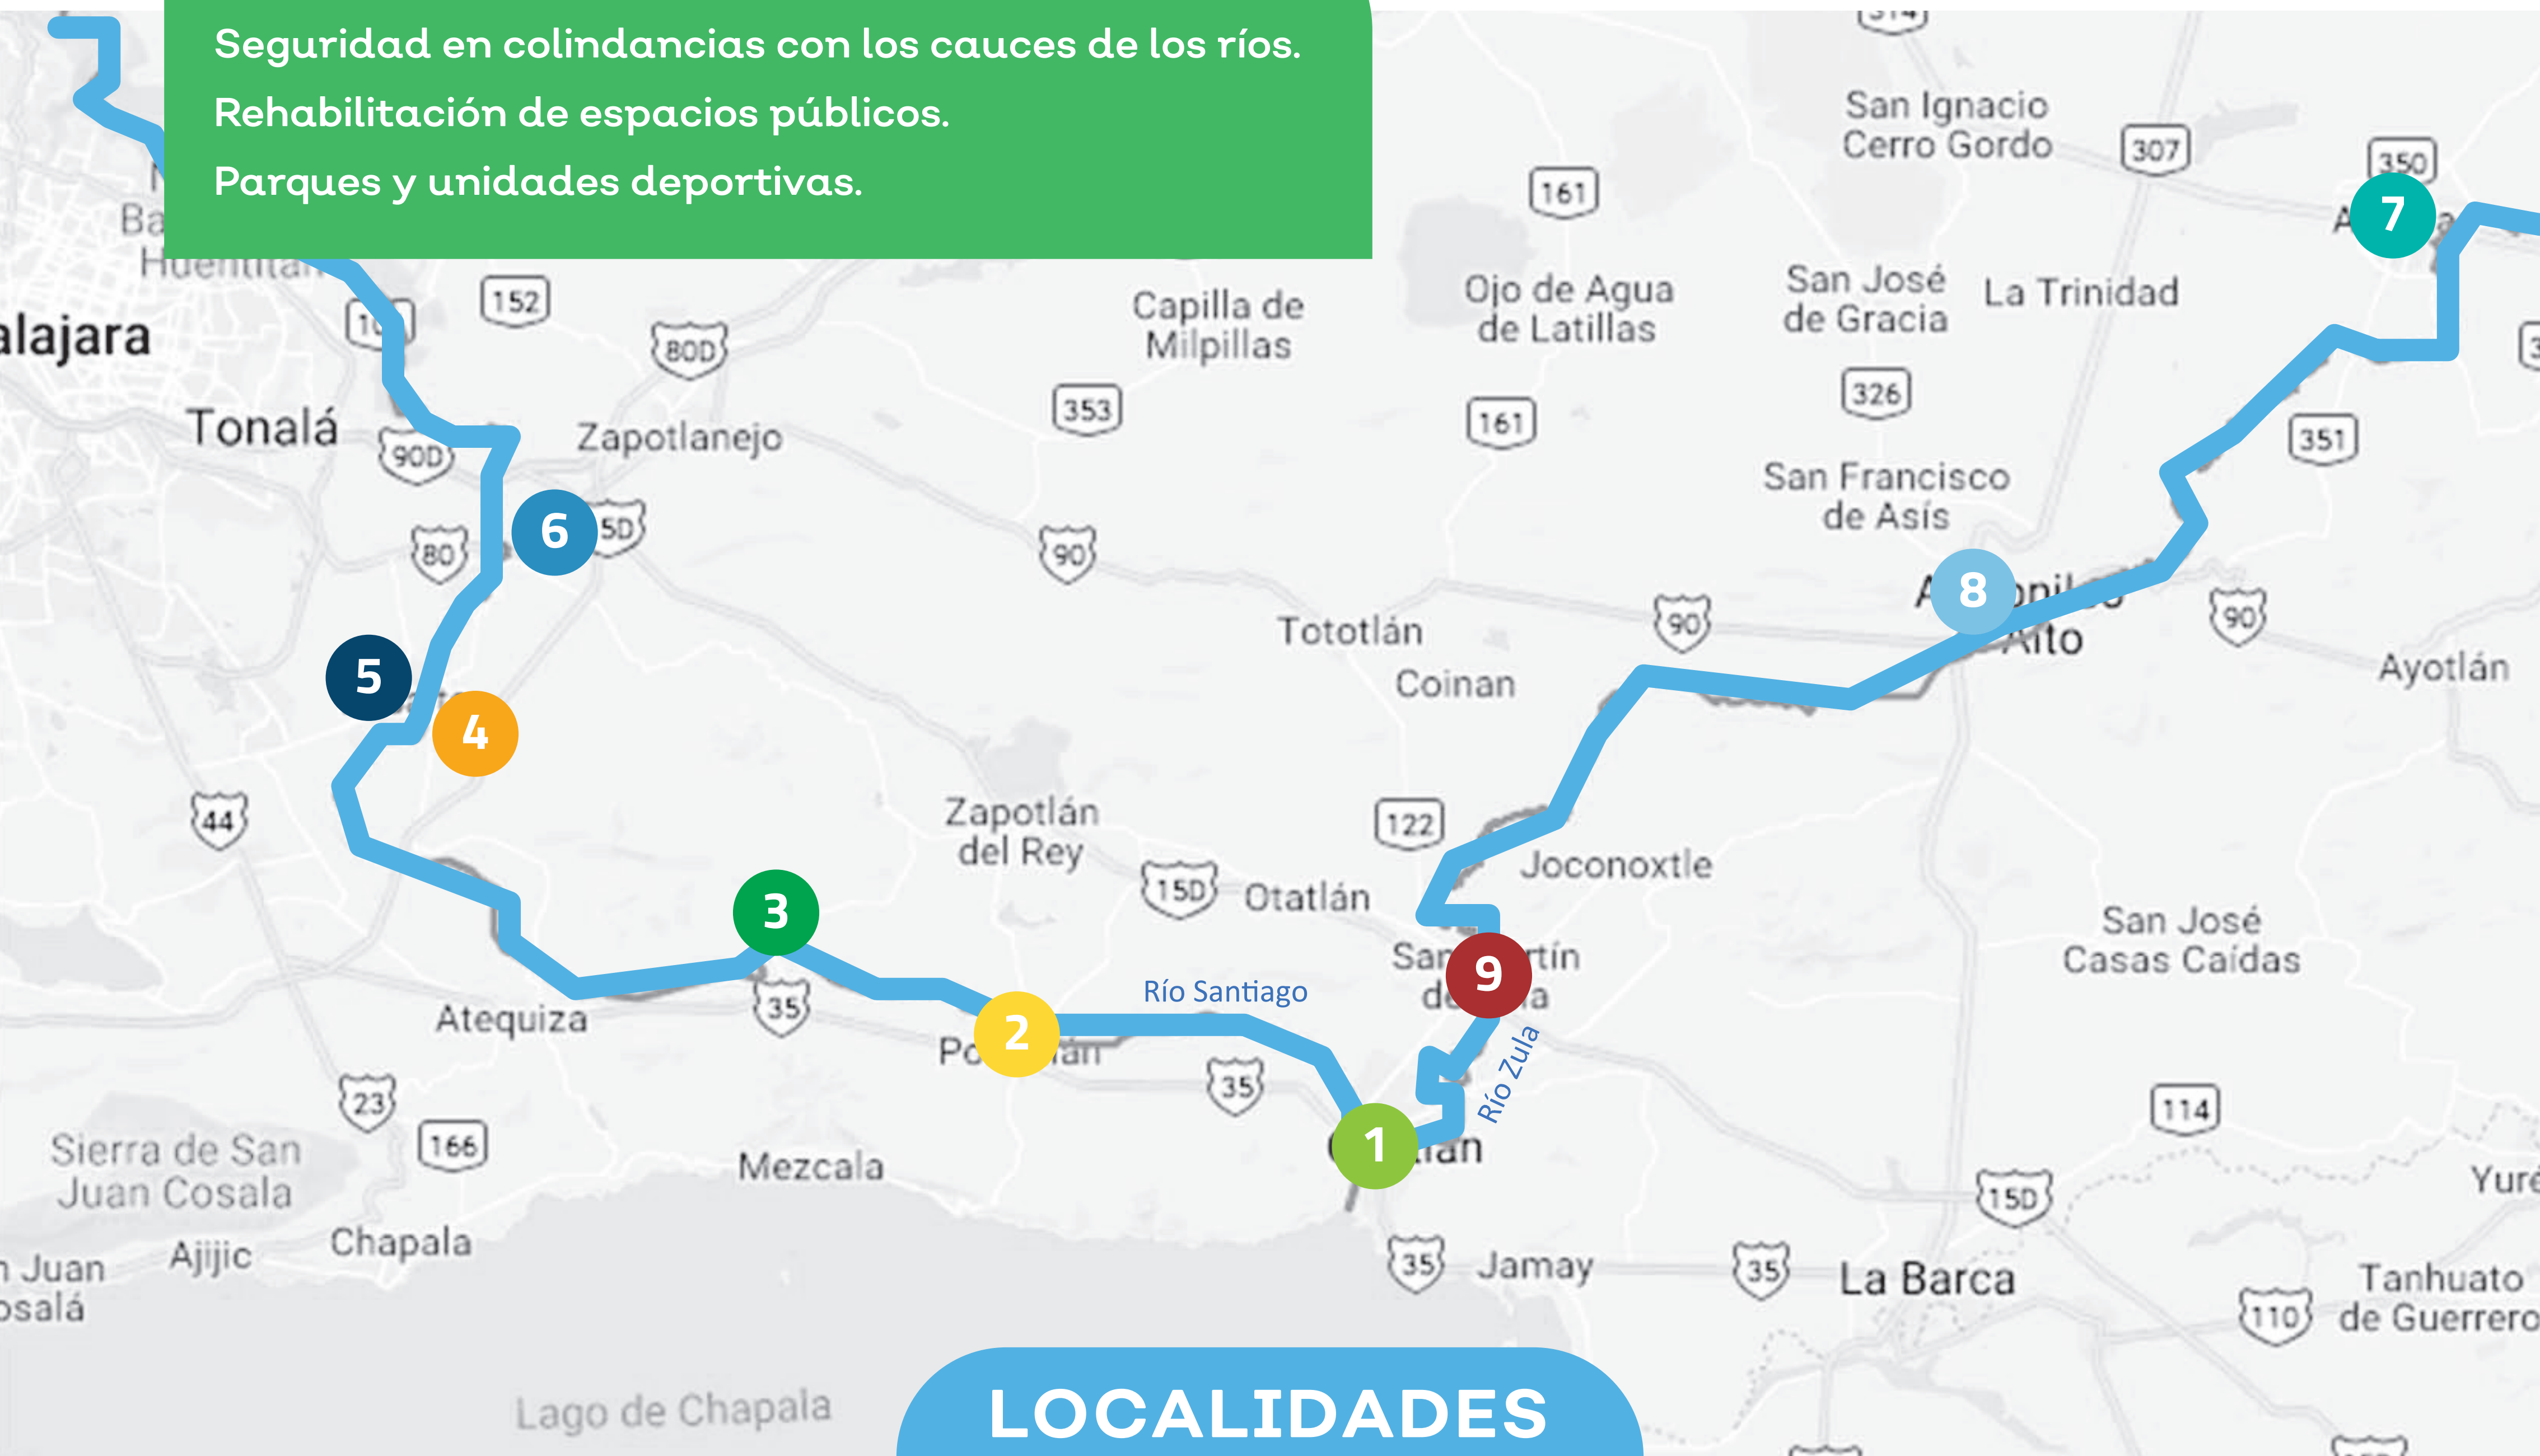 Seguridad en colindancias con los cauces de los ríos.
Rehabilitación de espacios públicos.
Parques y unidades deportivas.
San Ignacio
Cerro Gordo
307
350
7
161
152
80D
Capilla de
Milpillas
Ojo de Agua
de Latillas
San José
de Gracia
La Trinidad
Tonalá
90D
Zapotlanejo
353
161
326
351
San Francisco
de Asís
6
5D
80
90
8
Alto
90
90
Tototlán
Coinan
Ayotlán
5
4
44
Zapotlán
del Rey
122
Joconoxtle
15D
Otatlán
3
San José
Casas Caídas
9
Río Santiago
35
Atequiza
2
Río Zula
35
1
23
166
114
Sierra de San
Juan Cosala
Mezcala
15D
Chapala
Ajijic
Juan
35
Jamay
35
La Barca
Tanhuato
de Guerrero
110
Lago de Chapala
LOCALIDADES